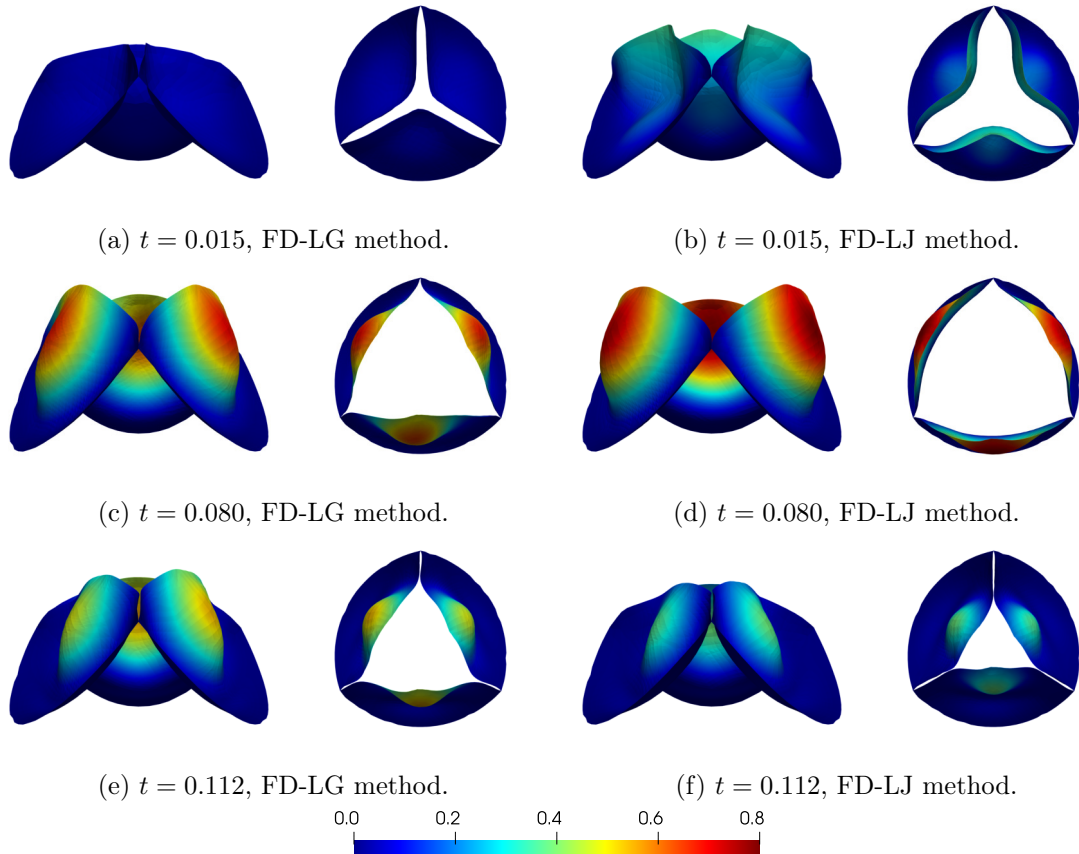 (a) t = 0.015, FD-LG method.
(b) t = 0.015, FD-LJ method.
(c) t = 0.080, FD-LG method.
(d) t = 0.080, FD-LJ method.
(e) t = 0.112, FD-LG method.
(f) t = 0.112, FD-LJ method.
0.0 0.2 0.4 0.6 0.8